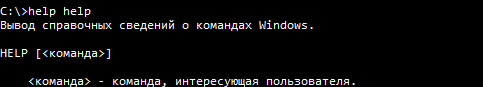 C:\>help help
Вывод справочных сведений о командах Windows.
HELP [<команда>]
<команда> - команда, интересующая пользователя.